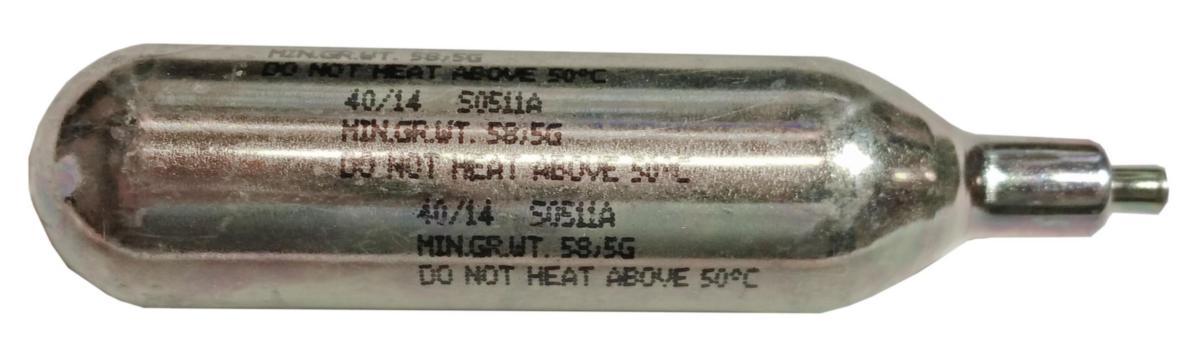 MIN.GR.WT. 58,5G
DO NOT HEAT ABOVE 50°C
40/14 S0511A
MIN.GR.WT. 58,5G
DO NOT HEAT ABOVE 50°C
40/14 S0511A
MIN.GR.WT. 58,5G
DO NOT HEAT ABOVE 50°C